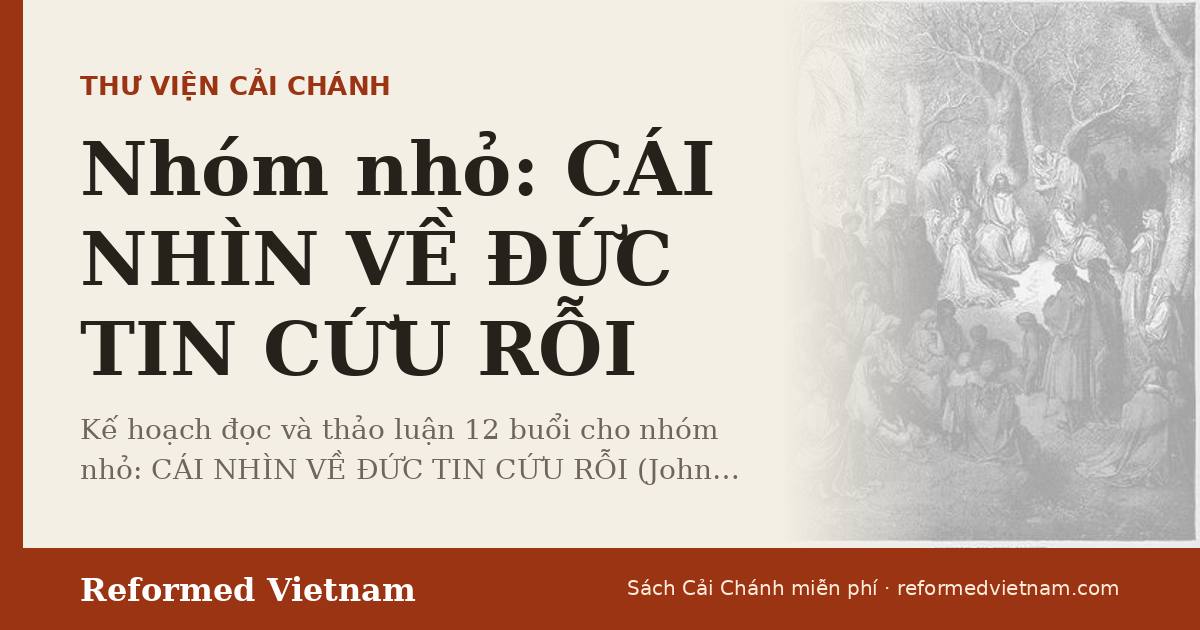 THƯ VIỆN CẢI CHÁNH
Nhóm nhỏ: CÁI
NHÌN VỀ ĐỨC
TIN CỨU RỖI
Kế hoạch đọc và thảo luận 12 buổi cho nhóm
nhỏ: CÁI NHÌN VỀ ĐỨC TIN CỨU RỖI (John…
Reformed Vietnam
Sách Cải Chánh miễn phí · reformedvietnam.com